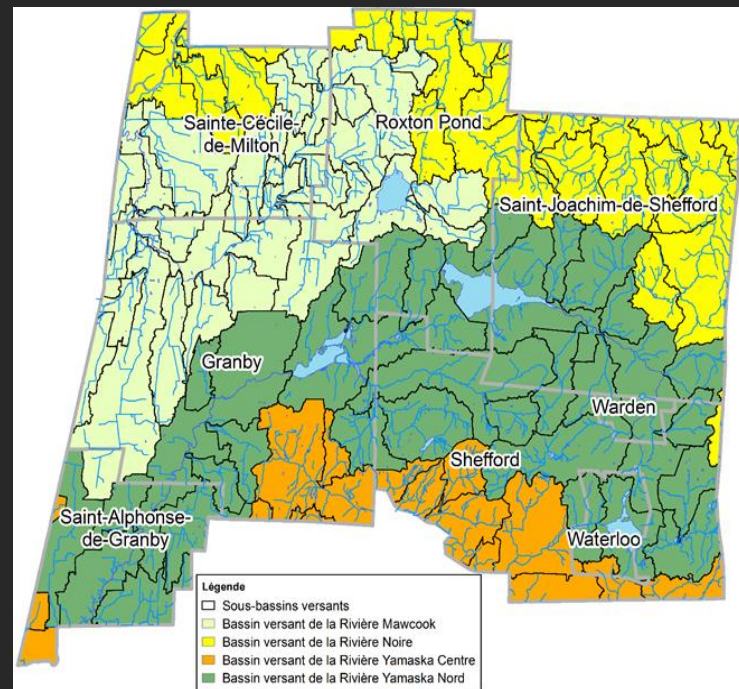 Sainte-Cécile-
de-Milton
Roxton Pond
Saint-Joachim-de-Shefford
Granby
Warden
Shefford
Saint-Alphonse-
de-Granby
Waterloo
Légende
Sous-bassins versants
Bassin versant de la Rivière Mawcook
Bassin versant de la Rivière Noire
Bassin versant de la Rivière Yamaska Centre
Bassin versant de la Rivière Yamaska Nord